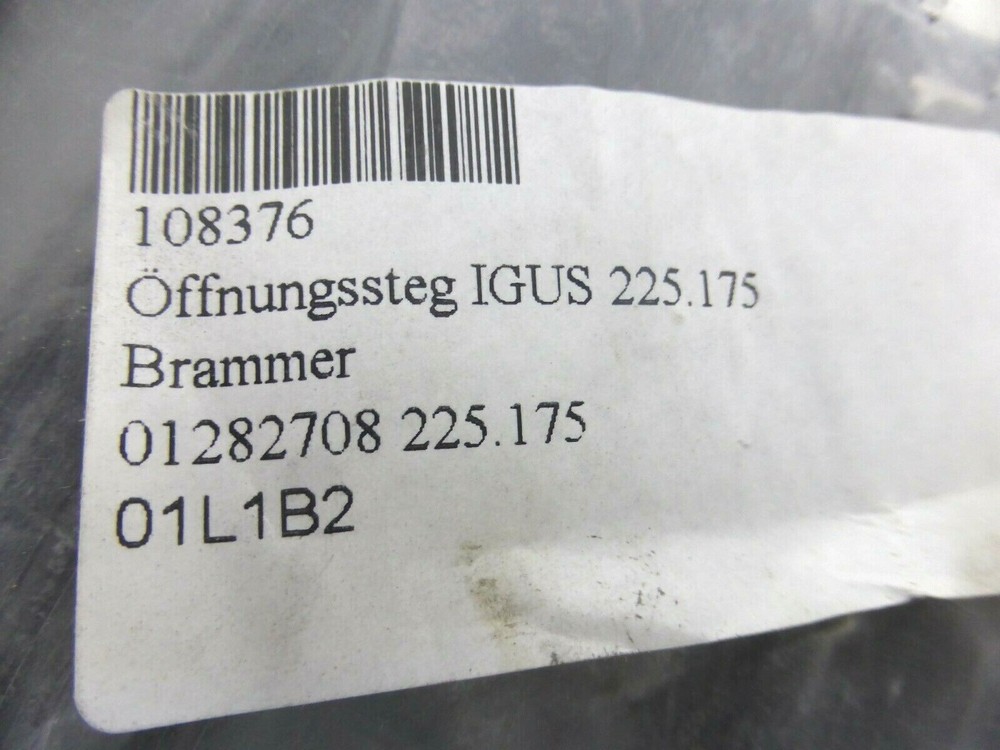 108376
Öffnungssteg IGUS 225.175
Brammer
01282708 225.175
01L1B2